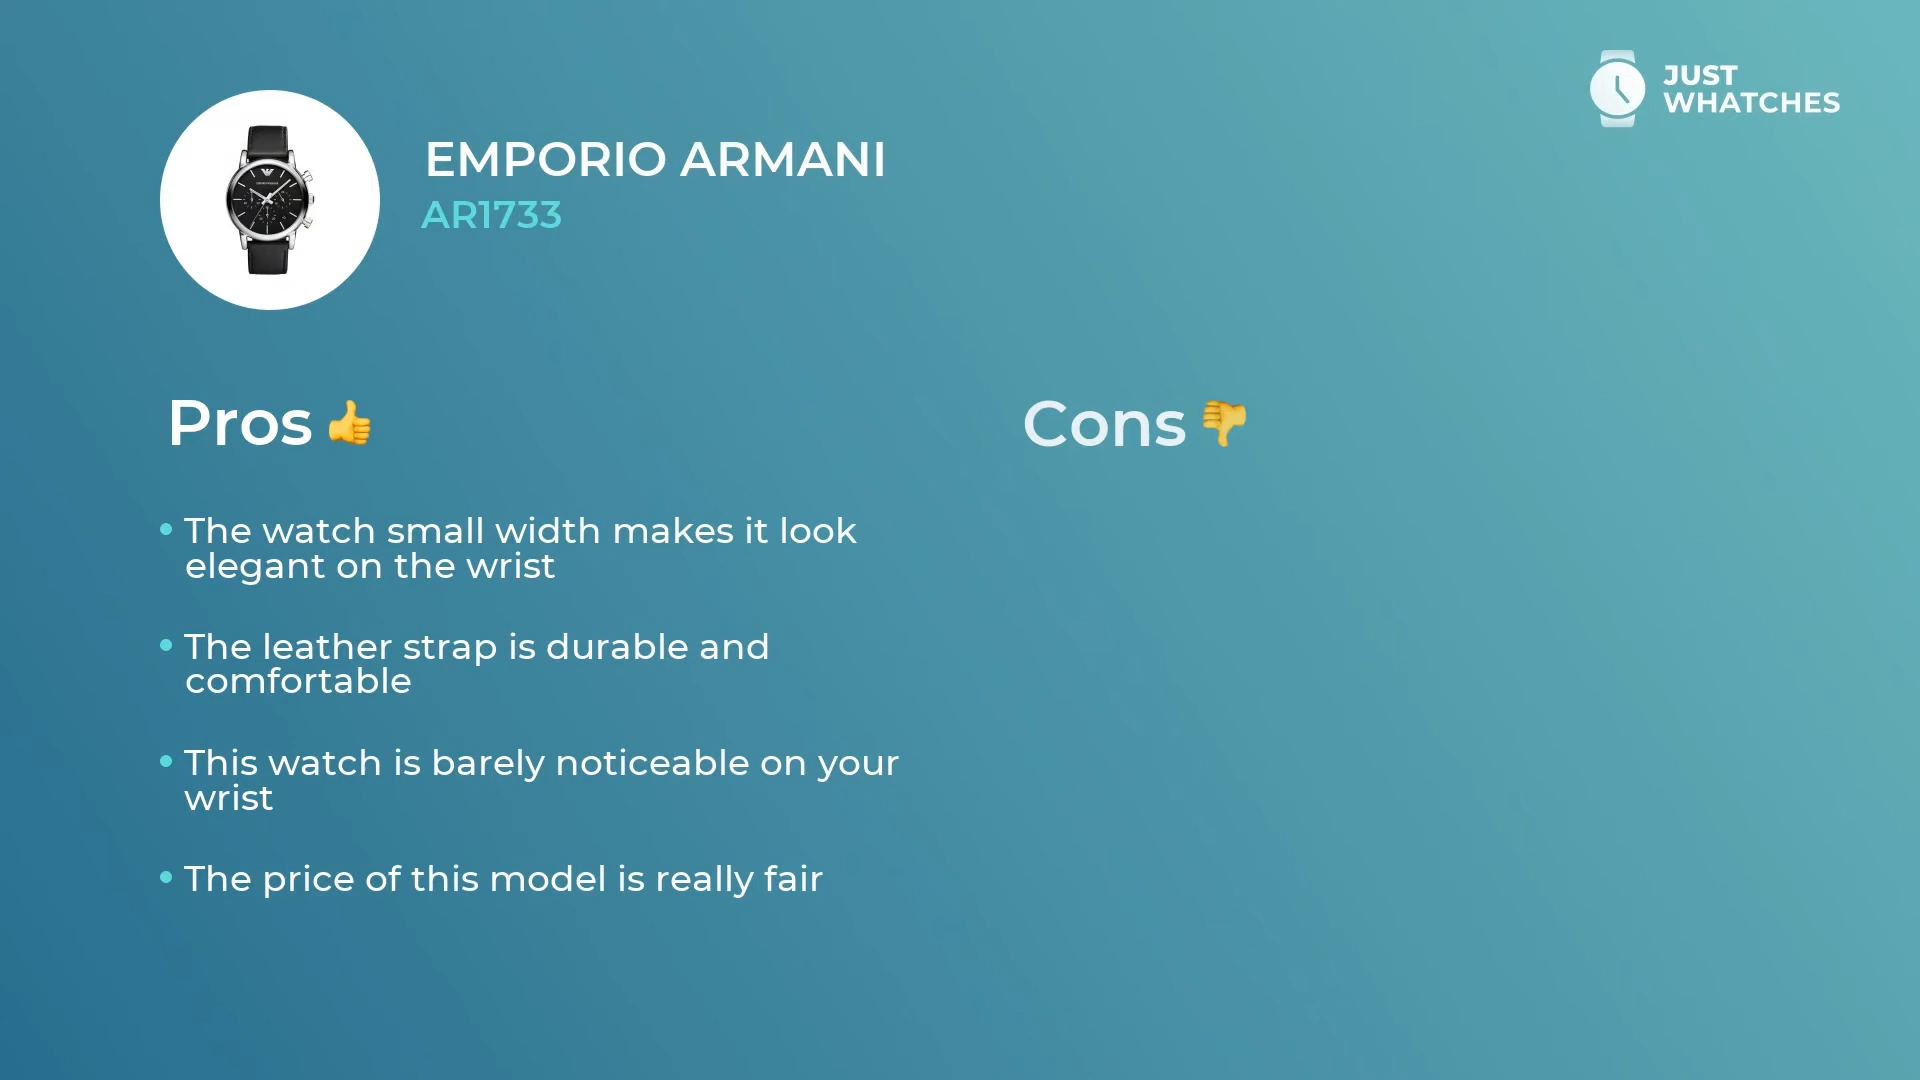 JUST
WHATCHES
EMPORIO ARMANI
AR1733
Pros 👍
• The watch small width makes it look
elegant on the wrist
• The leather strap is durable and
comfortable
• This watch is barely noticeable on your
wrist
• The price of this model is really fair
Cons 👎